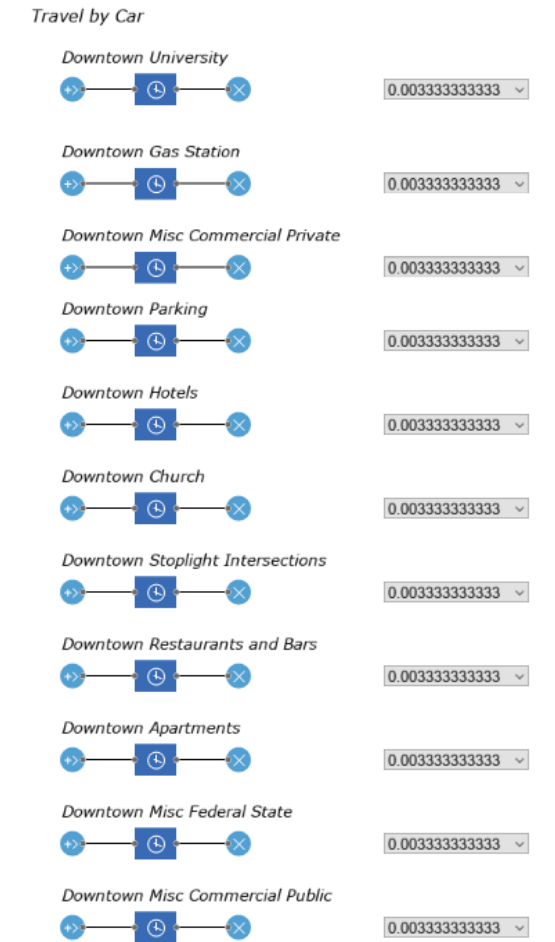 Travel by Car
Downtown University
0.003333333333
Downtown Gas Station
0.003333333333
Downtown Misc Commercial Private
0.003333333333
Downtown Parking
0.003333333333
Downtown Hotels
0.003333333333
Downtown Church
0.003333333333
Downtown Stoplight Intersections
0.003333333333
Downtown Restaurants and Bars
0.003333333333
Downtown Apartments
0.003333333333
Downtown Misc Federal State
0.003333333333
Downtown Misc Commercial Public
0.003333333333